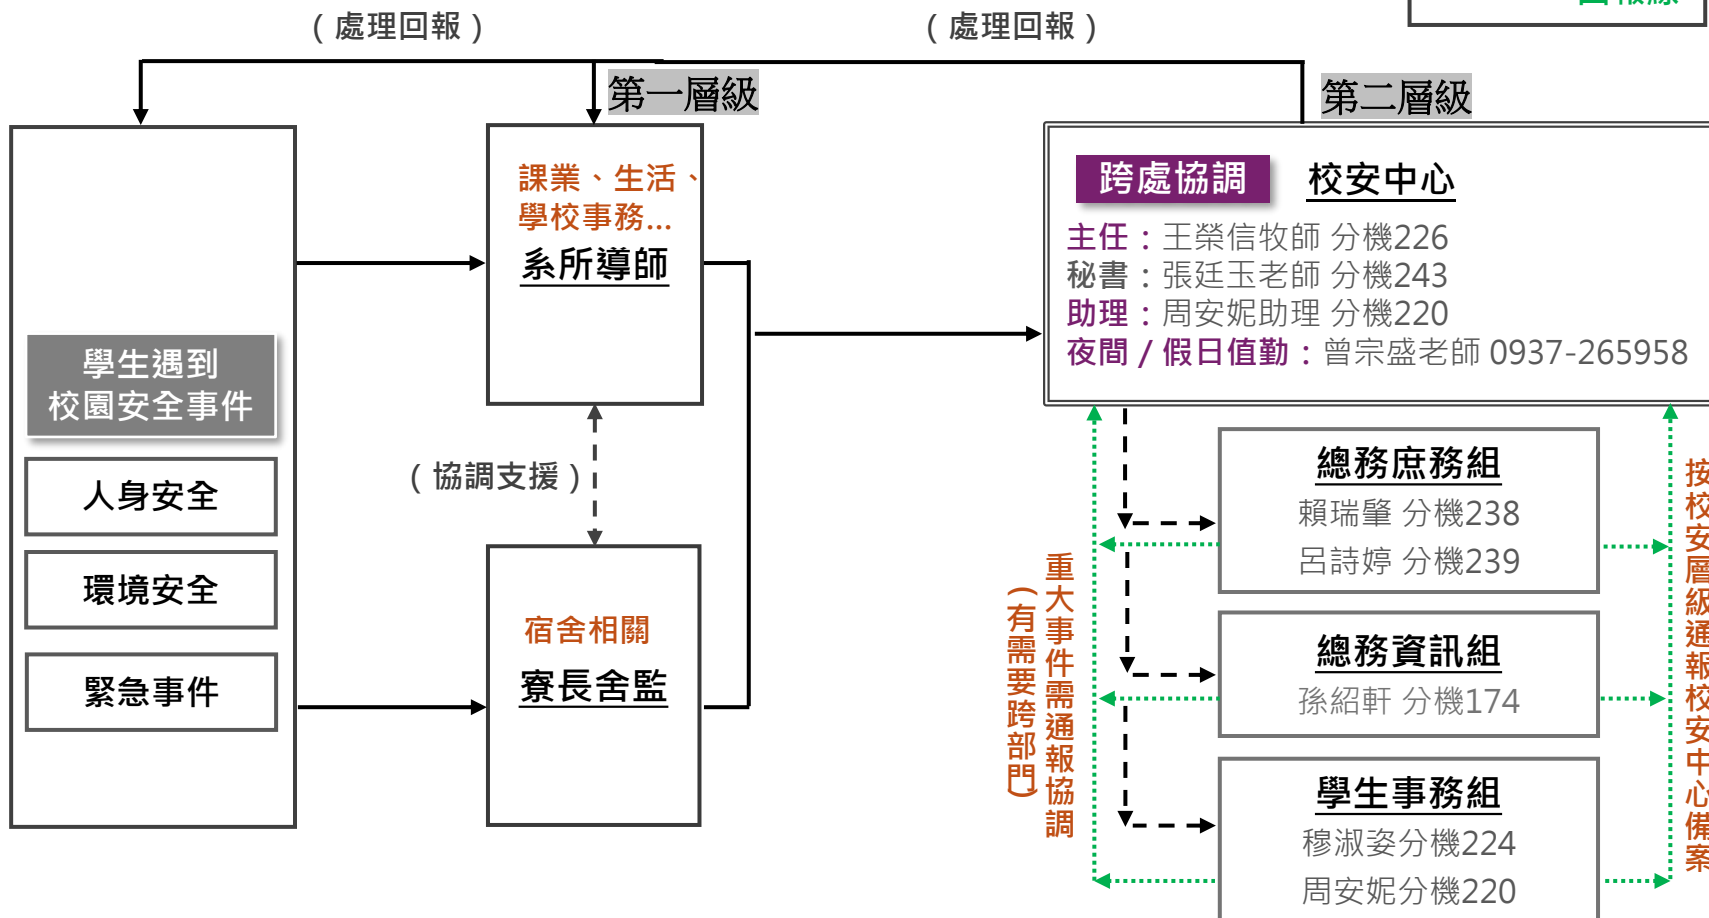 (處理回報)
(處理回報)
第一層級
第二層級
學生遇到
校園安全事件
人身安全
環境安全
緊急事件
課業、生活、
學校事務...
系所導師
(協調支援)
宿舍相關
寮長舍監
跨處協調 校安中心
主任：王榮信牧師 分機226
秘書：張廷玉老師 分機243
助理：周安妮助理 分機220
夜間/假日值勤：曾宗盛老師 0937-265958
重大事件需通報協調
(有需要跨部門)
總務庶務組
賴瑞肇 分機238
呂詩婷 分機239
總務資訊組
孫紹軒 分機174
學生事務組
穆淑姿分機224
周安妮分機220
按校安層級通報校安中心備案